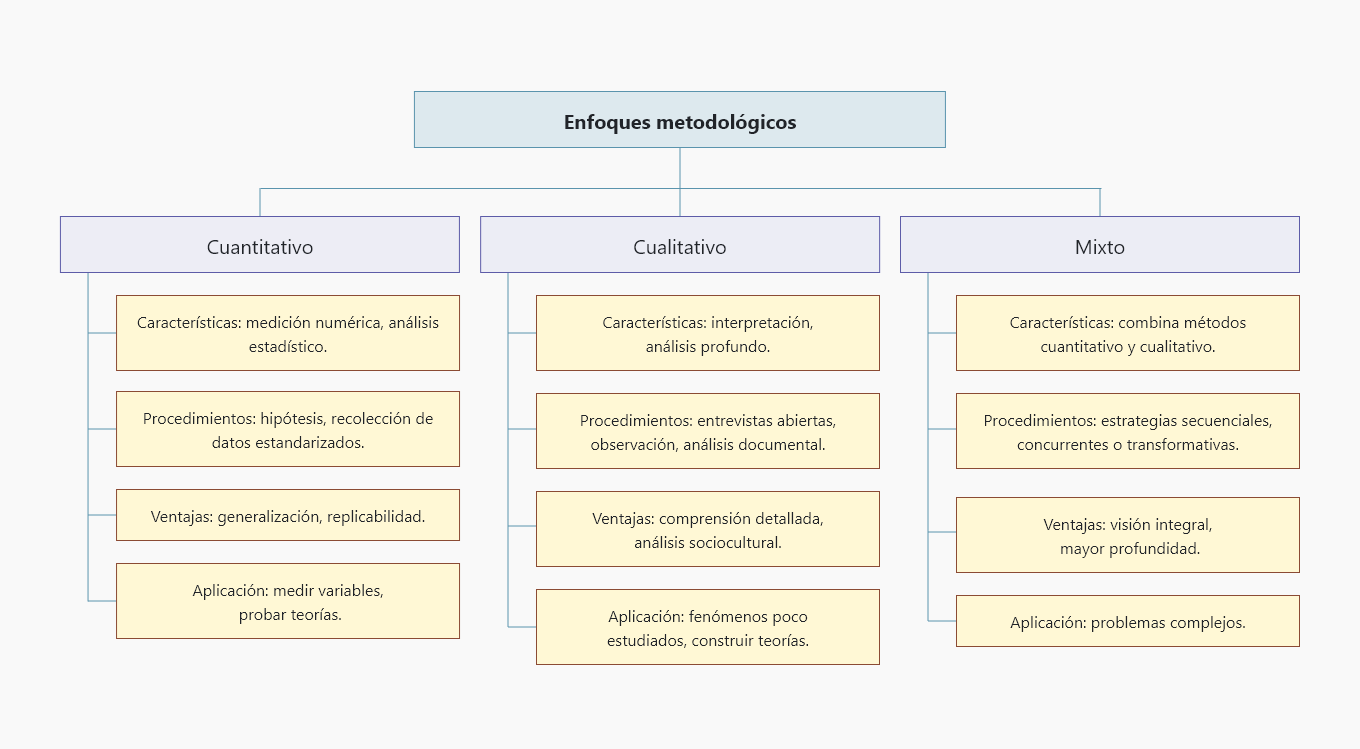 Enfoques metodológicos
Cuantitativo
Características: medición numérica, análisis
estadístico.
Procedimientos: hipótesis, recolección de
datos estandarizados.
Ventajas: generalización, replicabilidad.
Aplicación: medir variables,
probar teorías.
Cualitativo
Características: interpretación,
análisis profundo.
Procedimientos: entrevistas abiertas,
observación, análisis documental.
Ventajas: comprensión detallada,
análisis sociocultural.
Aplicación: fenómenos poco
estudiados, construir teorías.
Mixto
Características: combina métodos
cuantitativo y cualitativo.
Procedimientos: estrategias secuenciales,
concurrentes o transformativas.
Ventajas: visión integral,
mayor profundidad.
Aplicación: problemas complejos.